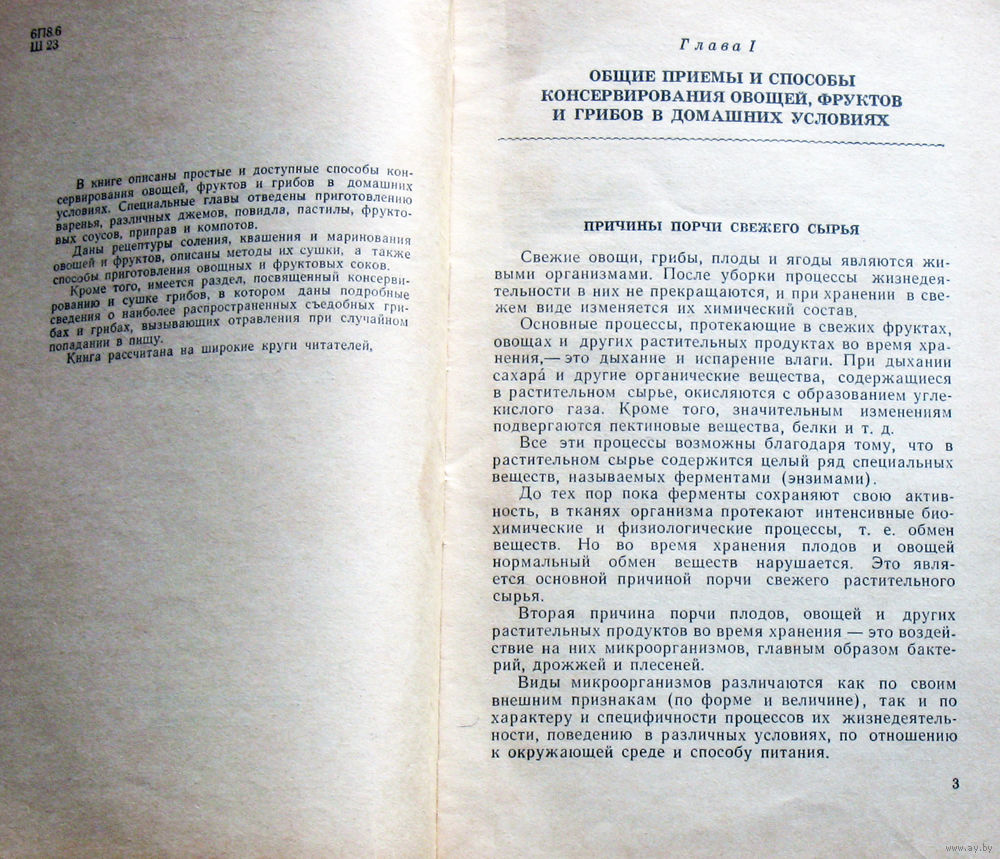 6П8.6
Ш 23
В книге описаны простые и доступные способы кон-
сервирования овощей, фруктов и грибов в домашних
условиях. Специальные главы отведены приготовлению
варенья, различных джемов, повидла, пастилы, фрукто-
вых соусов, приправ и компотов.
Даны рецептуры соления, квашения и маринования
овощей и фруктов, описаны методы их сушки, а также
способы приготовления овощных и фруктовых соков.
Кроме того, имеется раздел, посвященный консерви-
рованию и сушке грибов, в котором даны подробные
сведения о наиболее распространенных съедобных гри-
бах и грибах, вызывающих отравления при случайном
попадании в пищу.
Книга рассчитана на широкие круги читателей,
Глава I
ОБЩИЕ ПРИЕМЫ И СПОСОБЫ
КОНСЕРВИРОВАНИЯ ОВОЩЕЙ, ФРУКТОВ
И ГРИБОВ В ДОМАШНИХ УСЛОВИЯХ
ПРИЧИНЫ ПОРЧИ СВЕЖЕГО СЫРЬЯ
Свежие овощи, грибы, плоды и ягоды являются жи-
выми организмами. После уборки процессы жизнедея-
тельности в них не прекращаются, и при хранении в све-
жем виде изменяется их химический состав.
Основные процессы, протекающие в свежих фруктах,
овощах и других растительных продуктах во время хра-
нения,— это дыхание и испарение влаги. При дыхании
сахара́ и другие органические вещества, содержащиеся
в растительном сырье, окисляются с образованием угле-
кислого газа. Кроме того, значительным изменениям
подвергаются пектиновые вещества, белки и т. д.
Все эти процессы возможны благодаря тому, что в
растительном сырье содержится целый ряд специальных
веществ, называемых ферментами (энзимами).
До тех пор пока ферменты сохраняют свою актив-
ность, в тканях организма протекают интенсивные био-
химические и физиологические процессы, т. е. обмен
веществ. Но во время хранения плодов и овощей
нормальный обмен веществ нарушается. Это явля-
ется основной причиной порчи свежего растительного
сырья.
Вторая причина порчи плодов, овощей и других
растительных продуктов во время хранения — это воздей-
ствие на них микроорганизмов, главным образом бакте-
рий, дрожжей и плесеней.
Виды микроорганизмов различаются как по своим
внешним признакам (по форме и величине), так и по
характеру и специфичности процессов их жизнедеятель-
ности, поведению в различных условиях, по отношению
к окружающей среде и способу питания.
3
www.ay.by